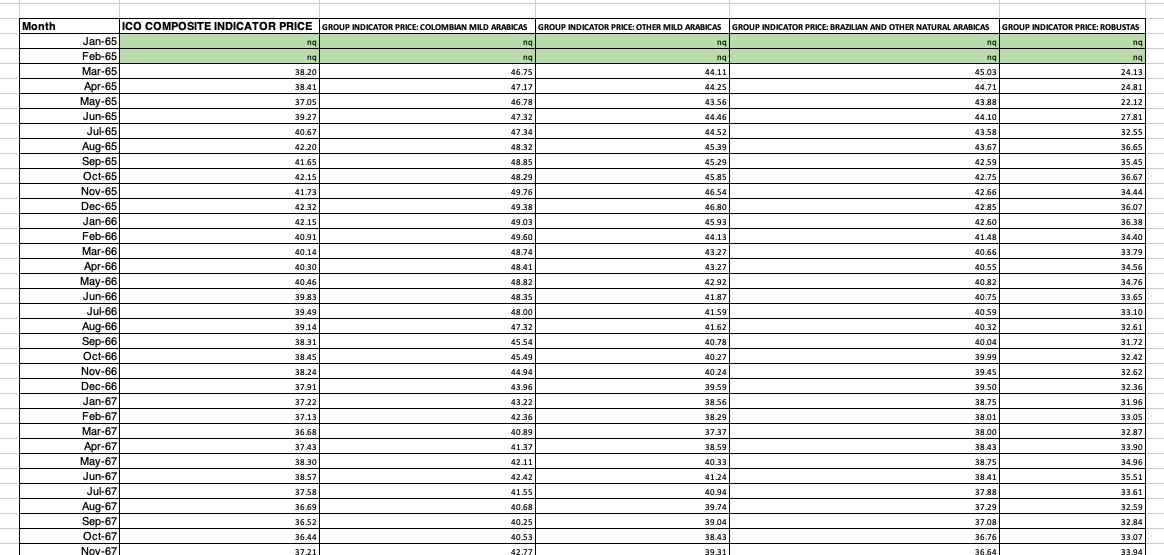 Month ICO COMPOSITE INDICATOR PRICE GROUP INDICATOR PRICE: COLOMBIAN MILD ARABICAS GROUP INDICATOR PRICE: OTHER MILD ARABICAS GROUP INDICATOR PRICE: BRAZILIAN AND OTHER NATURAL ARABICAS GROUP INDICATOR PRICE: ROBUSTAS
Jan-65 nq nq nq nq nq
Feb-65 nq nq nq nq nq
Mar-65 38.20 46.75 44.11 45.03 24.13
Apr-65 38.41 47.17 44.25 44.71 24.81
May-65 37.05 46.78 43.56 43.88 22.12
Jun-65 39.27 47.32 44.46 44.10 27.81
Jul-65 40.67 47.34 44.52 43.58 32.55
Aug-65 42.20 48.32 45.39 43.67 36.65
Sep-65 41.65 48.85 45.29 42.59 35.45
Oct-65 42.15 48.29 45.85 42.75 36.67
Nov-65 41.73 49.76 46.54 42.66 34.44
Dec-65 42.32 49.38 46.80 42.85 36.07
Jan-66 42.15 49.03 45.93 42.60 36.38
Feb-66 40.91 49.60 44.13 41.48 34.40
Mar-66 40.14 48.74 43.27 40.66 33.79
Apr-66 40.30 48.41 43.27 40.55 34.56
May-66 40.46 48.82 42.92 40.82 34.76
Jun-66 39.83 48.35 41.87 40.75 33.65
Jul-66 39.49 48.00 41.59 40.59 33.10
Aug-66 39.14 47.32 41.62 40.32 32.61
Sep-66 38.31 45.54 40.78 40.04 31.72
Oct-66 38.45 45.49 40.27 39.99 32.42
Nov-66 38.24 44.94 40.24 39.45 32.62
Dec-66 37.91 43.96 39.59 39.50 32.36
Jan-67 37.22 43.22 38.56 38.75 31.96
Feb-67 37.13 42.36 38.29 38.01 33.05
Mar-67 36.68 40.89 37.37 38.00 32.87
Apr-67 37.43 41.37 38.59 38.43 33.90
May-67 38.30 42.11 40.33 38.75 34.96
Jun-67 38.57 42.42 41.24 38.41 35.51
Jul-67 37.58 41.55 40.94 37.88 33.61
Aug-67 36.69 40.68 39.74 37.29 32.59
Sep-67 36.52 40.25 39.04 37.08 32.84
Oct-67 36.44 40.53 38.43 36.76 33.07
Nov-67 37.21 42.77 39.31 36.64 33.94